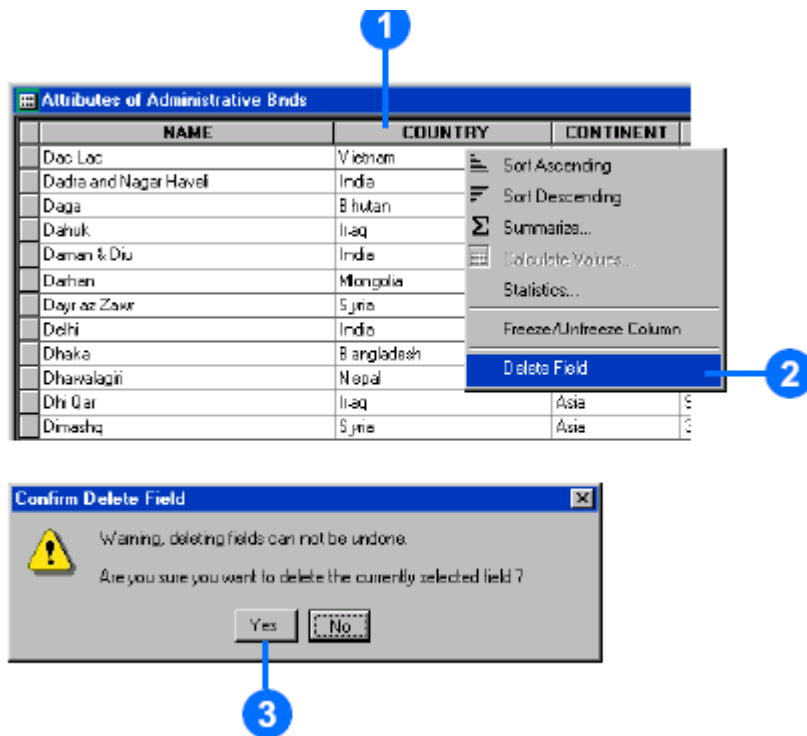 1
Attributes of Administrative Bnds
NAME COUNTRY CONTINENT
Dac Lac Vietnam
Dadra and Nagar Haveli India
Daga Bhutan
Dahuk Iraq
Daman & Diu India
Darhan Mongolia
Dayr az Zawr Syria
Delhi India
Dhaka Bangladesh
Dhawalagiri Nepal
Dhi Qar Iraq Asia
Dimashq Syria Asia
Sort Ascending
Sort Descending
Σ Summarize...
Calculate Values...
Statistics...
Freeze/Unfreeze Column
Delete Field
2
Confirm Delete Field
Warning, deleting fields can not be undone.
Are you sure you want to delete the currently selected field ?
Yes No
3